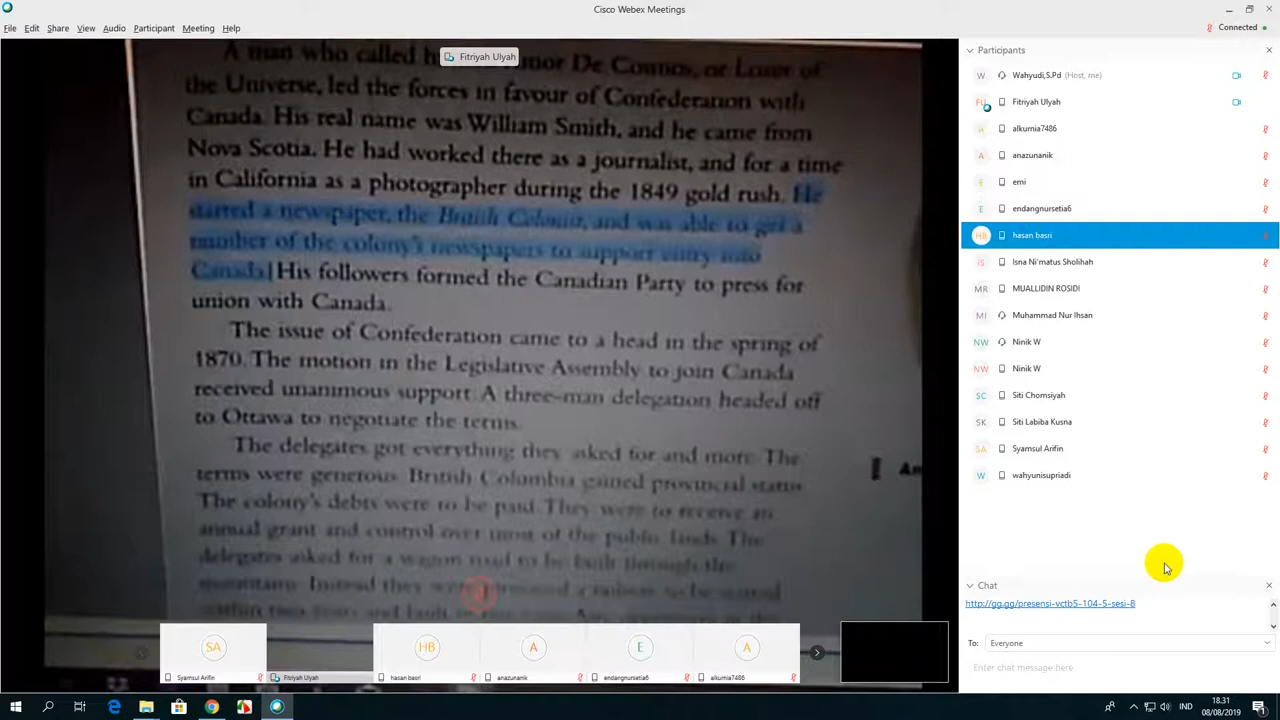 Cisco Webex Meetings
File Edit Share View Audio Participant Meeting Help
Connected
Fitriyah Ulyah
A man who called De Cosmos, or Lover of
the Universe, led the forces in favour of Confederation with
Canada. His real name was William Smith, and he came from
Nova Scotia. He had worked there as a journalist, and for a time
in California as a photographer during the 1849 gold rush. He
started a newspaper, the British Colonist, and was able to get a
number of the colony's newspapers to support entry into
Canada. His followers formed the Canadian Party to press for
union with Canada.
The issue of Confederation came to a head in the spring of
1870. The motion in the Legislative Assembly to join Canada
received unanimous support. A three-man delegation headed off
to Ottawa to negotiate the terms.
The delegates got everything they asked for and more. The
terms were generous. British Columbia gained provincial status.
The colony's debts were to be paid. They were to receive an
annual grant and control over most of the public lands. The
delegates asked for a wagon road to be built through the
mountains. Instead they were promised a railway to be started
SA
Syamsul Arifin
Fitriyah Ulyah
HB
hasan basri
A
anazunanik
E
endangnursetia6
A
alkurnia7486
Participants
W Wahyudi,S.Pd (Host, me)
FU Fitriyah Ulyah
A alkurnia7486
A anazunanik
E emi
E endangnursetia6
HB hasan basri
IS Isna Ni'matus Sholihah
MR MUALLIDIN ROSIDI
MI Muhammad Nur Ihsan
NW Ninik W
NW Ninik W
SC Siti Chomsiyah
SK Siti Labiba Kusna
SA Syamsul Arifin
W wahyunisupriadi
Chat
http://gg.gg/presensi-vctb5-104-5-sesi-8
To: Everyone
Enter chat message here
IND
18.31
08/08/2019